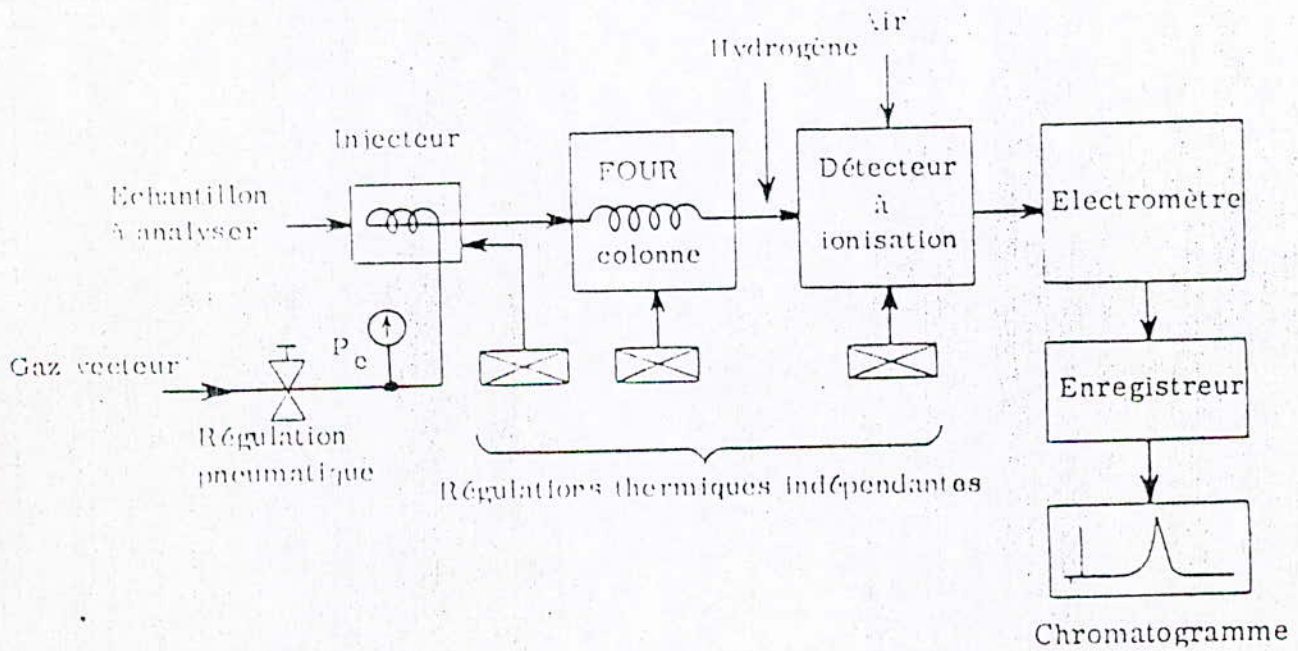 Air
Hydrogène
Injecteur
Echantillon
à analyser
FOUR
colonne
Détecteur
à
ionisation
Electromètre
Pe
Gaz vecteur
Régulation
pneumatique
Enregistreur
Régulations thermiques indépendantes
Chromatogramme